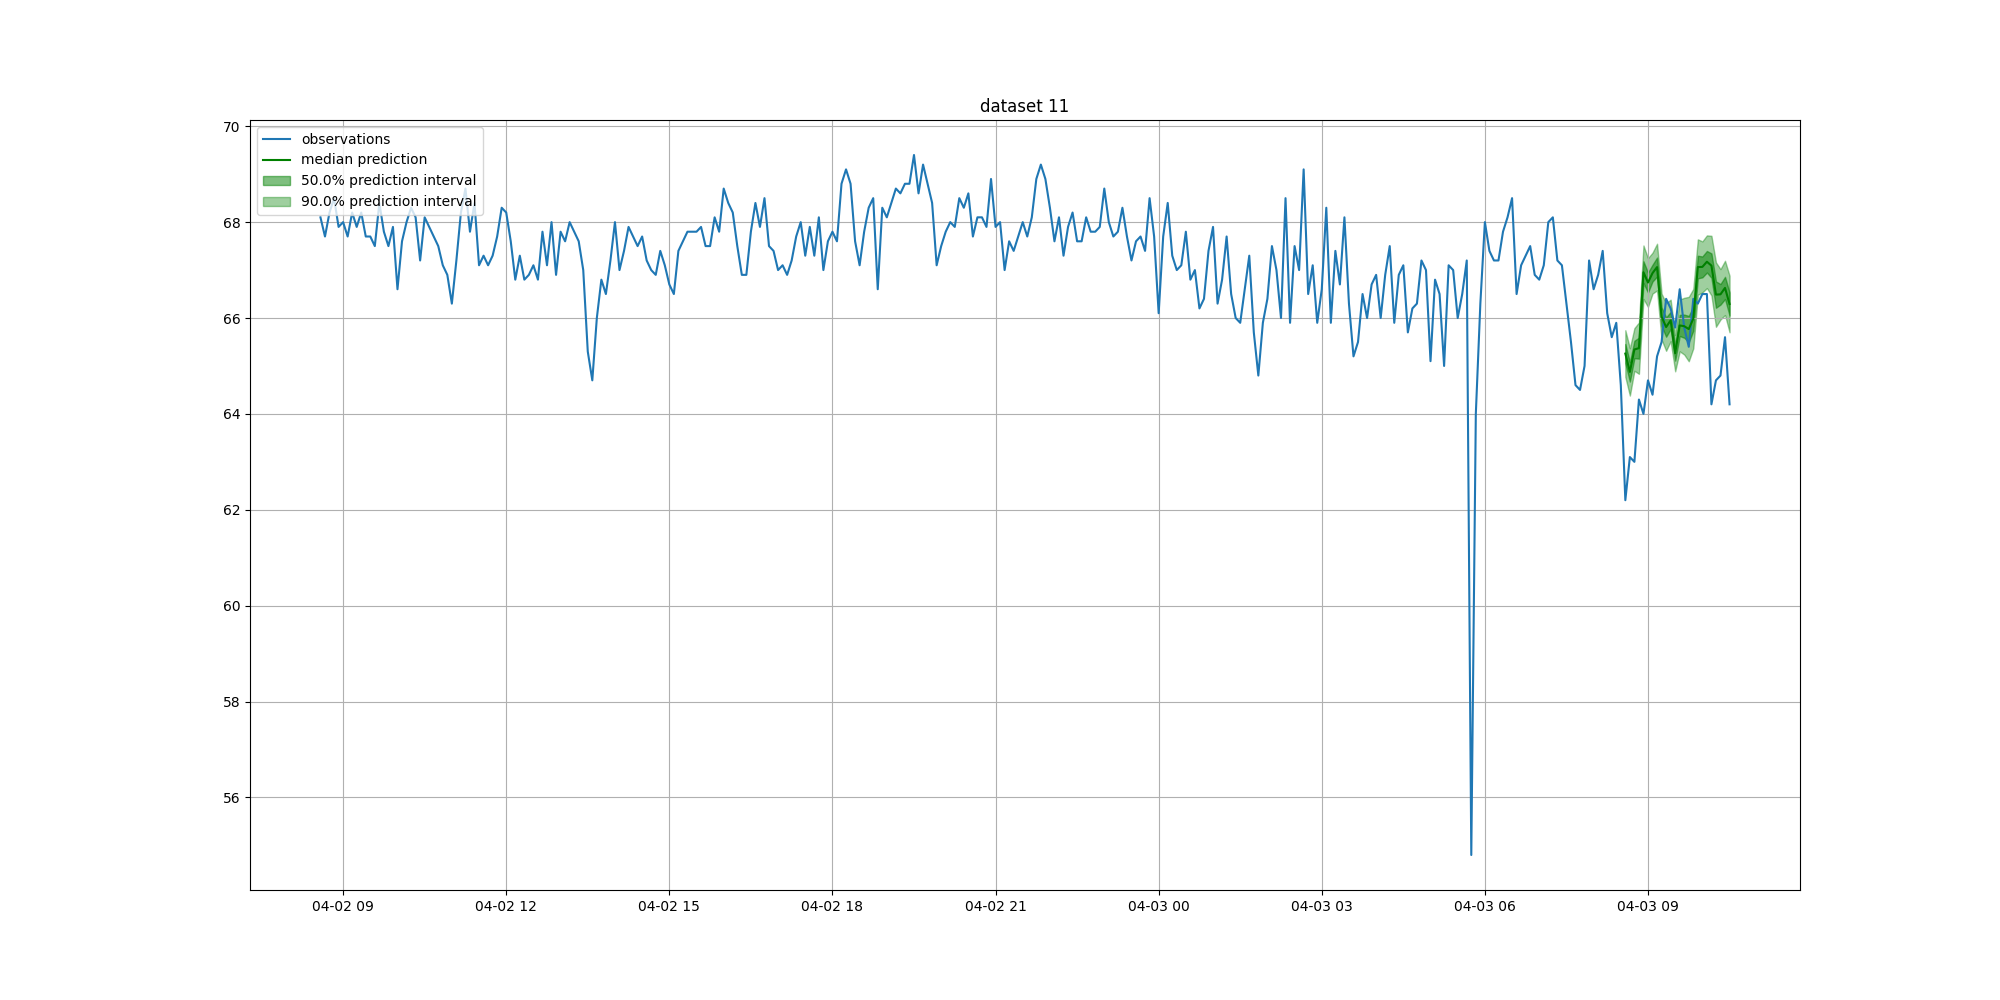 dataset 11
70
observations
median prediction
50.0% prediction interval
90.0% prediction interval
68
66
64
62
60
58
56
04-02 09 04-02 12 04-02 15 04-02 18 04-02 21 04-03 00 04-03 03 04-03 06 04-03 09